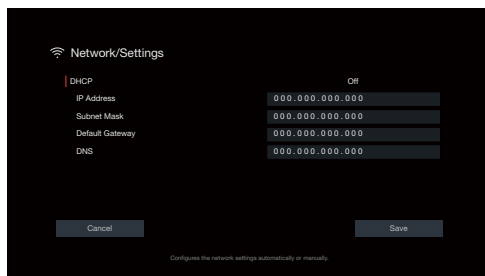 Network/Settings
DHCP Off
IP Address 000.000.000.000
Subnet Mask 000.000.000.000
Default Gateway 000.000.000.000
DNS 000.000.000.000
Cancel Save
Configures the network settings automatically or manually.